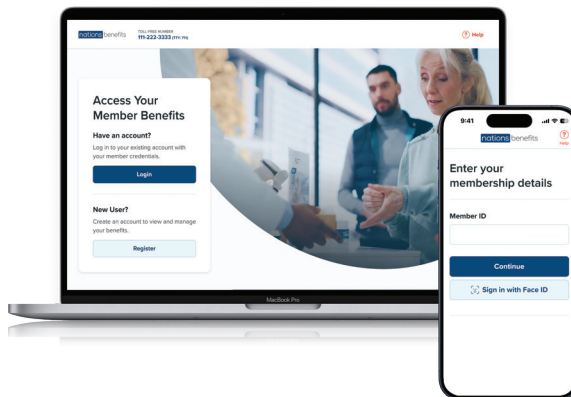 nations benefits
TOLL-FREE NUMBER
111-222-3333 (TTY: 711)
Help
Access Your
Member Benefits
Have an account?
Log in to your existing account with
your member credentials.
Login
New User?
Create an account to view and manage
your benefits.
Register
MacBook Pro
9:41
nations benefits
Help
Enter your
membership details
Member ID
Continue
Sign in with Face ID